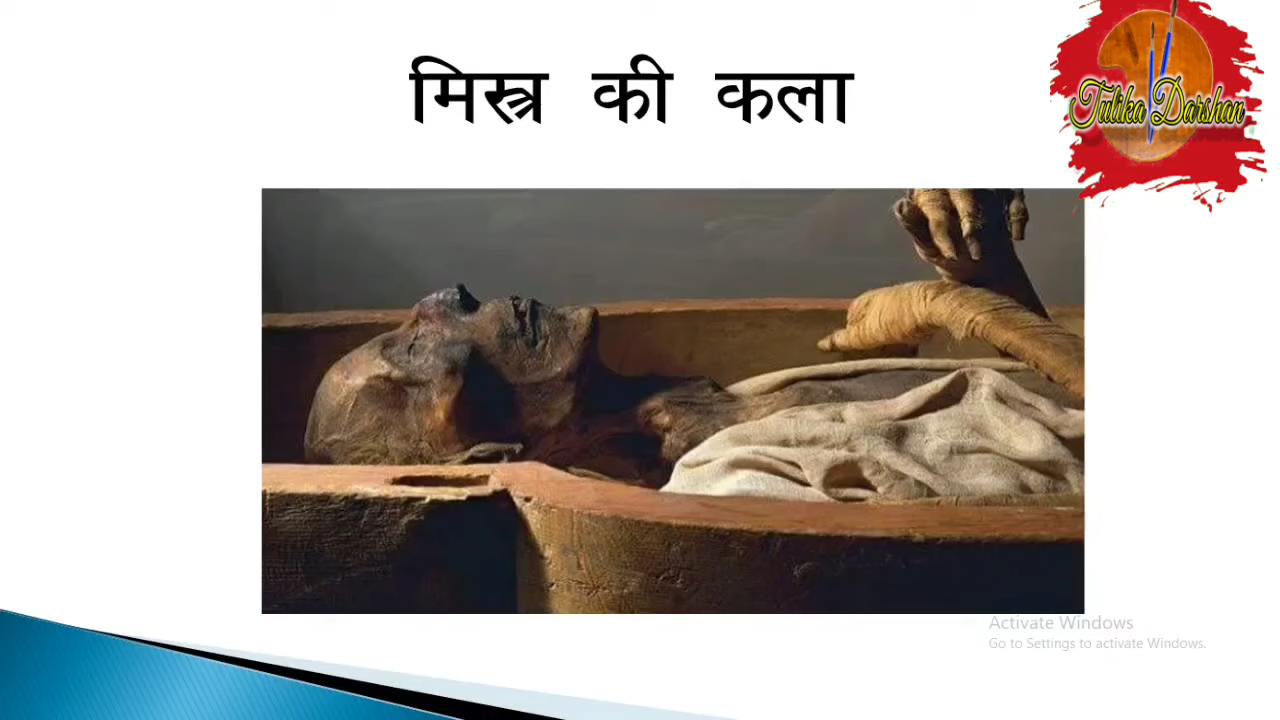 मिस्त्र की कला
Tulika Darshan
Activate Windows
Go to Settings to activate Windows.